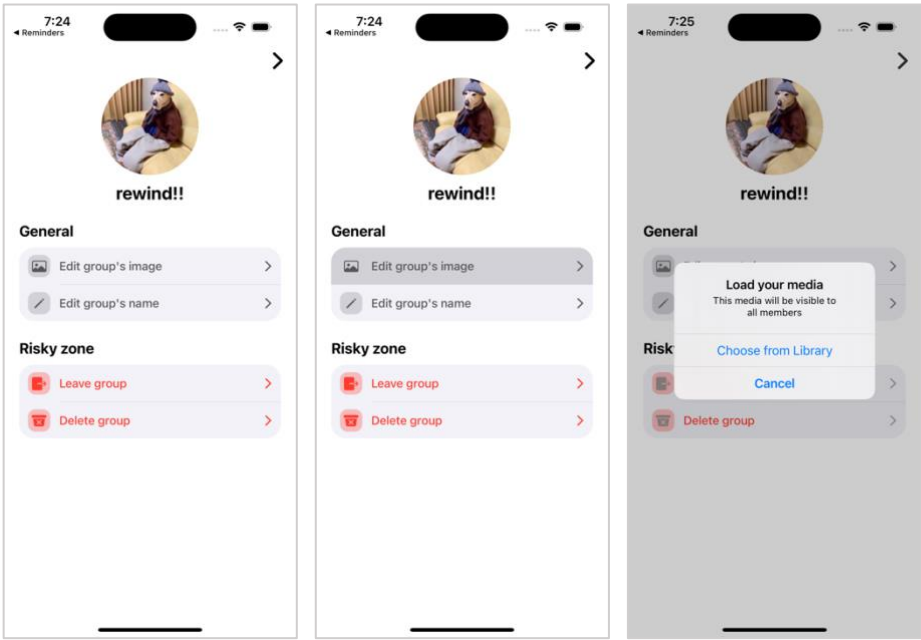 7:24
◀ Reminders
rewind!!
General
Edit group's image
Edit group's name
Risky zone
Leave group
Delete group
7:24
◀ Reminders
rewind!!
General
Edit group's image
Edit group's name
Risky zone
Leave group
Delete group
7:25
◀ Reminders
rewind!!
General
Load your media
This media will be visible to
all members
Choose from Library
Cancel
Risk
Delete group